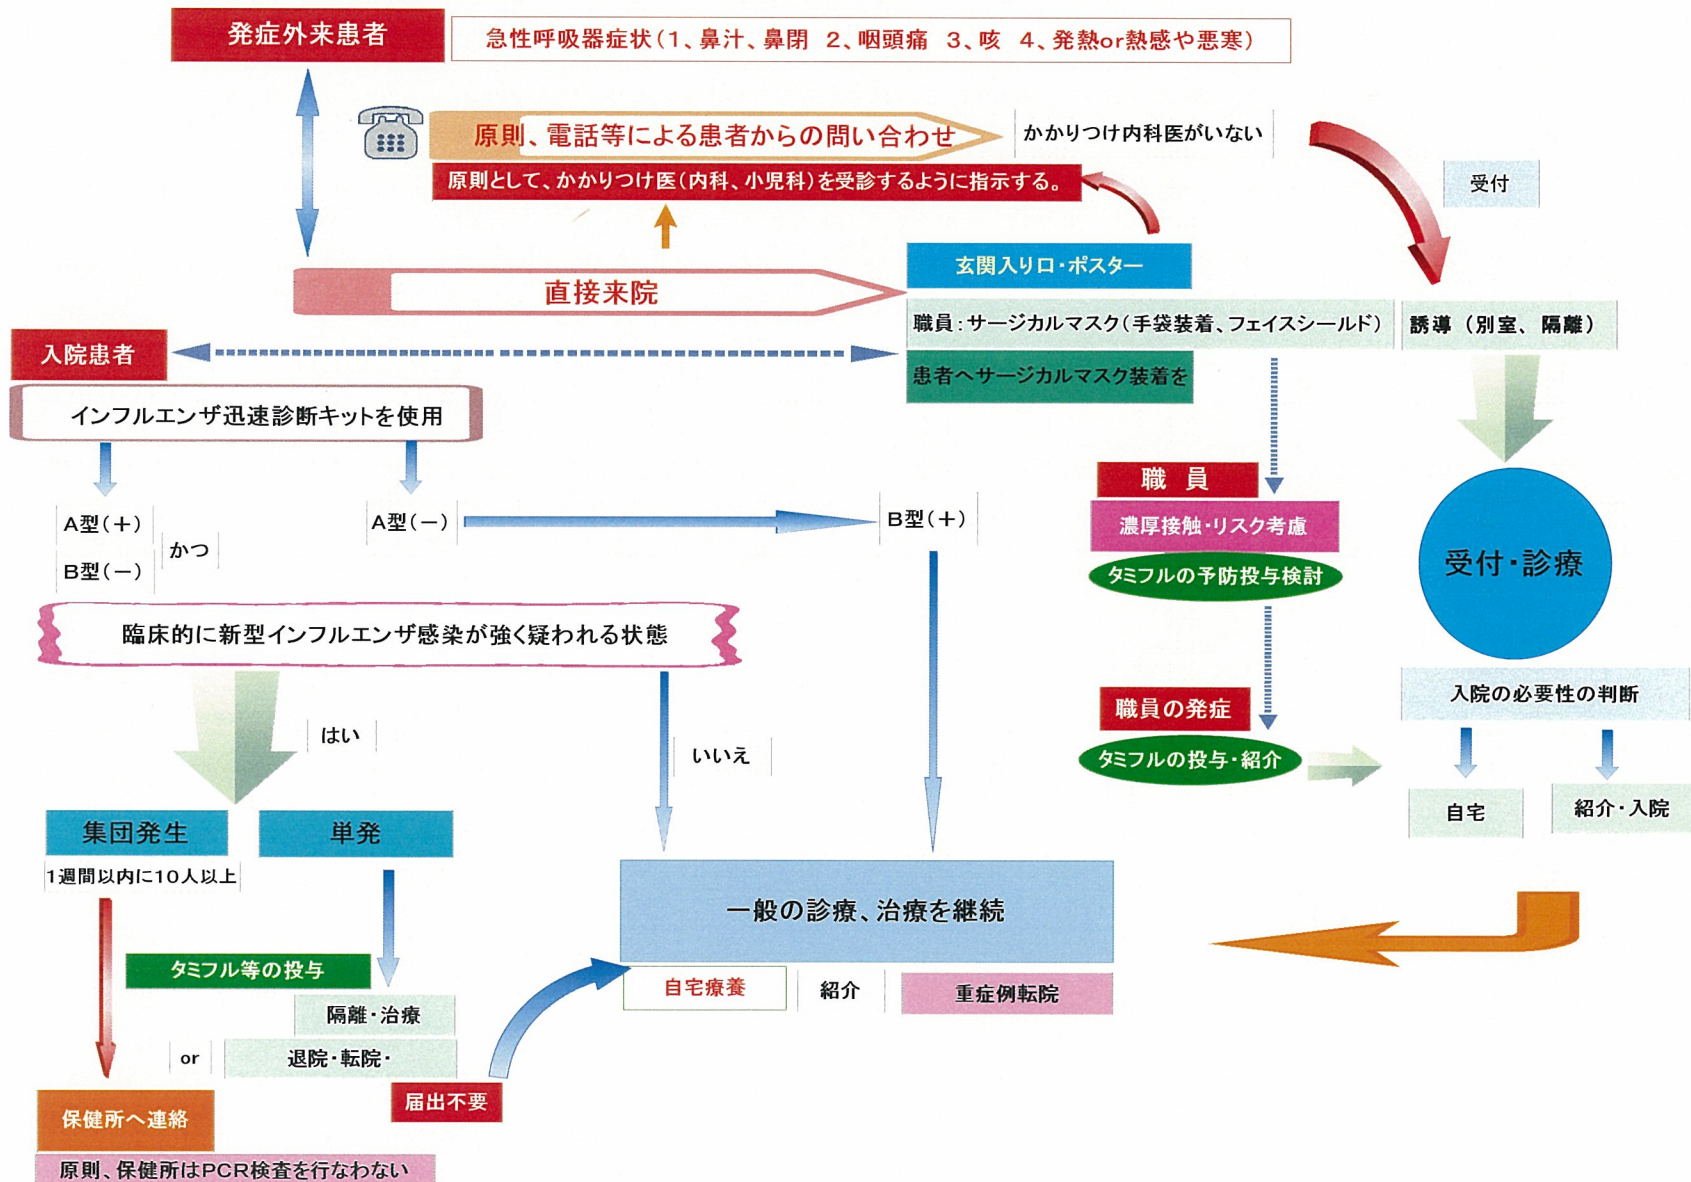 発症外来患者
急性呼吸器症状(1、鼻汁、鼻閉 2、咽頭痛 3、咳 4、発熱or熱感や悪寒)
原則、電話等による患者からの問い合わせ
かかりつけ内科医がいない
原則として、かかりつけ医(内科、小児科)を受診するように指示する。
受付
玄関入り口・ポスター
直接来院
職員:サージカルマスク(手袋装着、フェイスシールド)
誘導 (別室、隔離)
入院患者
患者へサージカルマスク装着を
インフルエンザ迅速診断キットを使用
A型(+)
かつ
B型(-)
A型(-)
B型(+)
職 員
濃厚接触・リスク考慮
タミフルの予防投与検討
受付・診療
臨床的に新型インフルエンザ感染が強く疑われる状態
はい
いいえ
職員の発症
タミフルの投与・紹介
入院の必要性の判断
自宅
紹介・入院
集団発生
単発
1週間以内に10人以上
一般の診療、治療を継続
タミフル等の投与
自宅療養
紹介
重症例転院
隔離・治療
or
退院・転院・
届出不要
保健所へ連絡
原則、保健所はPCR検査を行なわない